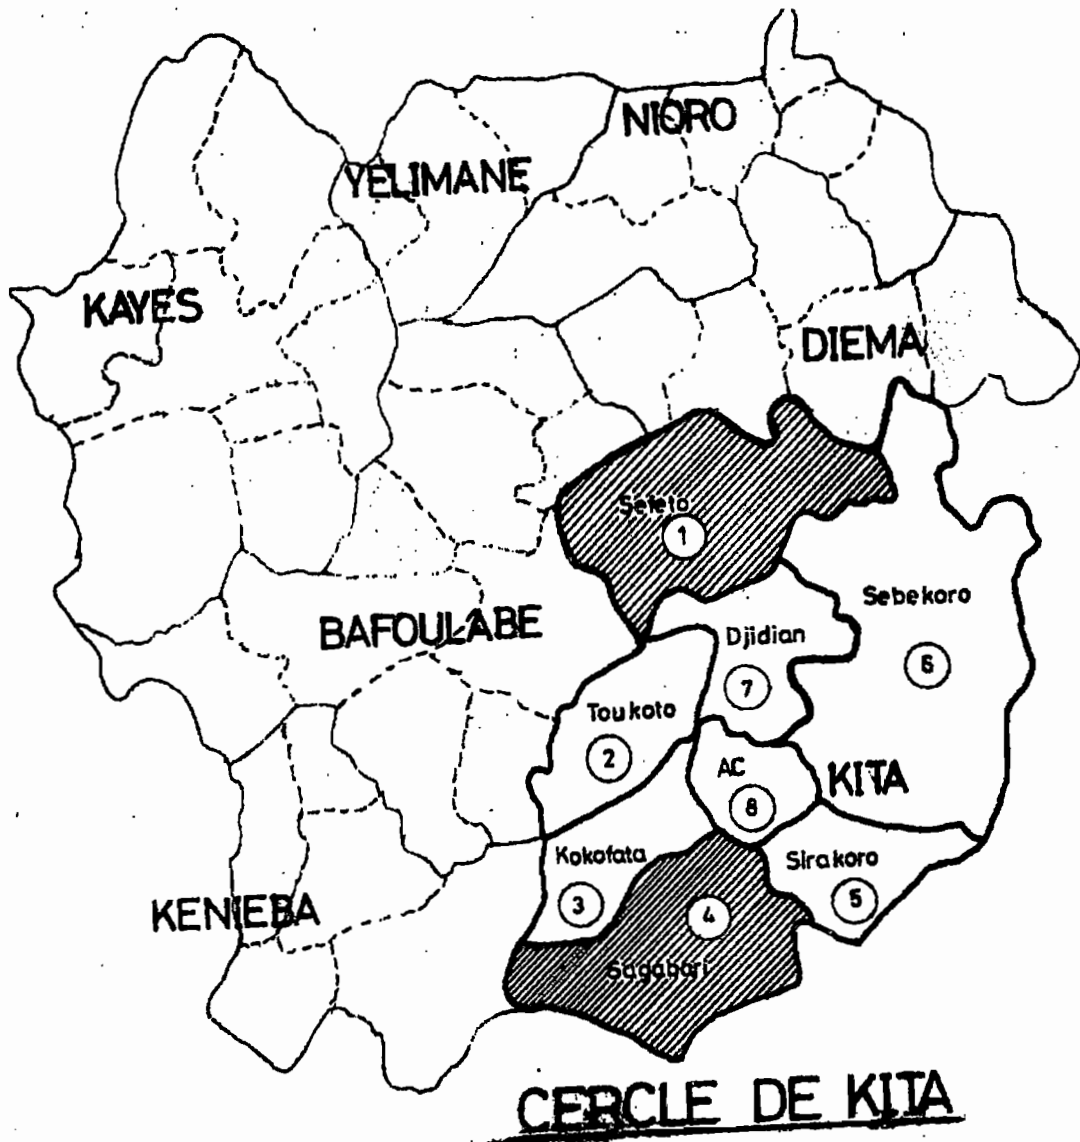 NIORO
YELIMANE
KAYES
DIEMA
Sefeto
1
Sebekoro
6
BAFOULABE
Djidian
7
Toukoto
2
AC
8
KITA
Kokofata
3
Sirakoro
5
4
KENIEBA
Sagabari
CERCLE DE KITA